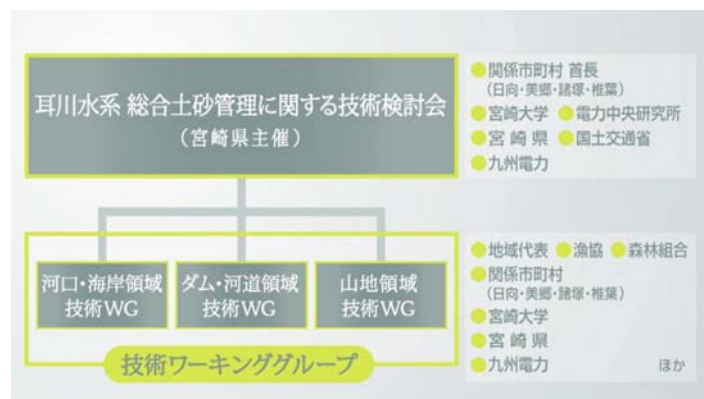 耳川水系 総合土砂管理に関する技術検討会
(宮崎県主催)
●関係市町村 首長
(日向・美郷・諸塚・椎葉)
●宮崎大学 ●電力中央研究所
●宮 崎 県 ●国土交通省
●九州電力
河口・海岸領域
技術WG
ダム・河道領域
技術WG
山地領域
技術WG
技術ワーキンググループ
●地域代表 ●漁協 ●森林組合
●関係市町村
(日向・美郷・諸塚・椎葉)
●宮崎大学
●宮 崎 県
●九州電力 ほか